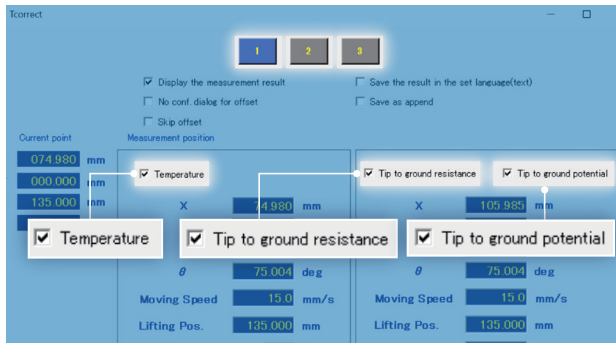 Tcorrect
1 2 3
Display the measurement result
Save the result in the set language(text)
No conf. dialog for offset
Save as append
Skip offset
Current point
Measurement position
074.980 mm
000.000 mm
135.000 mm
Temperature
Tip to ground resistance
Tip to ground potential
X 74.980 mm
X 105.985 mm
Temperature
Tip to ground resistance
Tip to ground potential
θ 75.004 deg
θ 75.004 deg
Moving Speed 15.0 mm/s
Moving Speed 15.0 mm/s
Lifting Pos. 135.000 mm
Lifting Pos. 135.000 mm